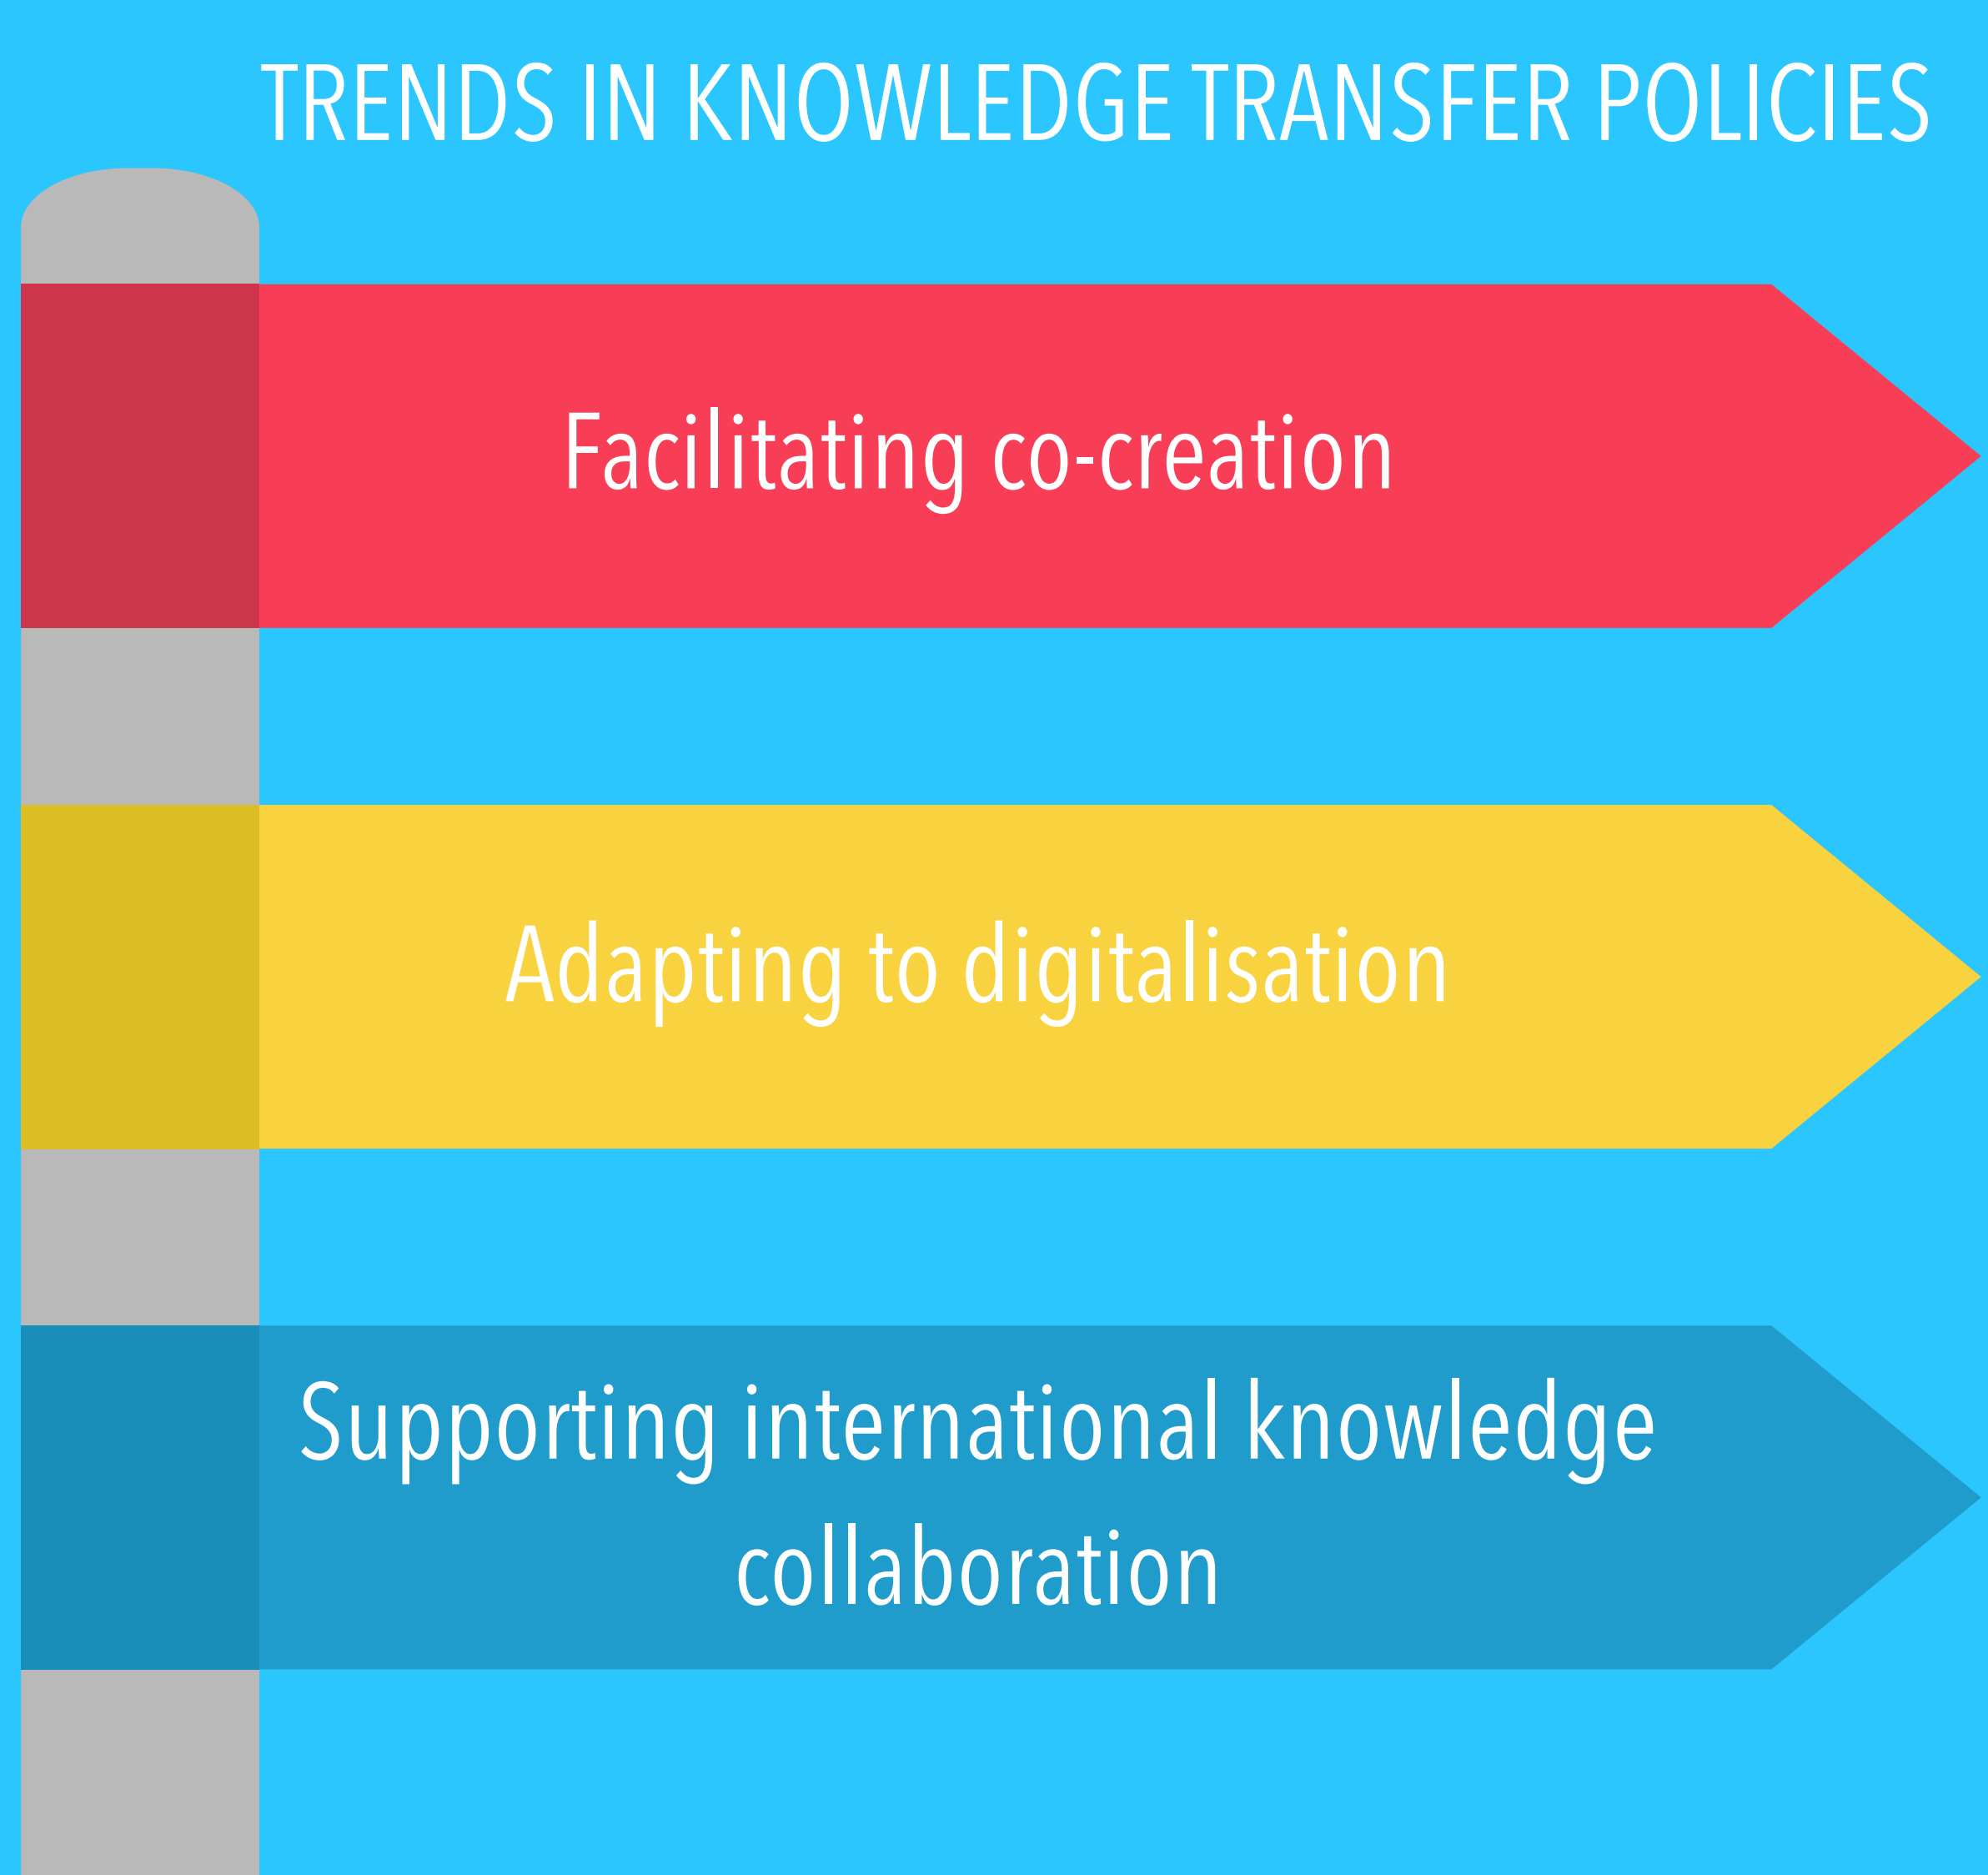 TRENDS IN KNOWLEDGE TRANSFER POLICIES
Facilitating co-creation
Adapting to digitalisation
Supporting international knowledge
collaboration